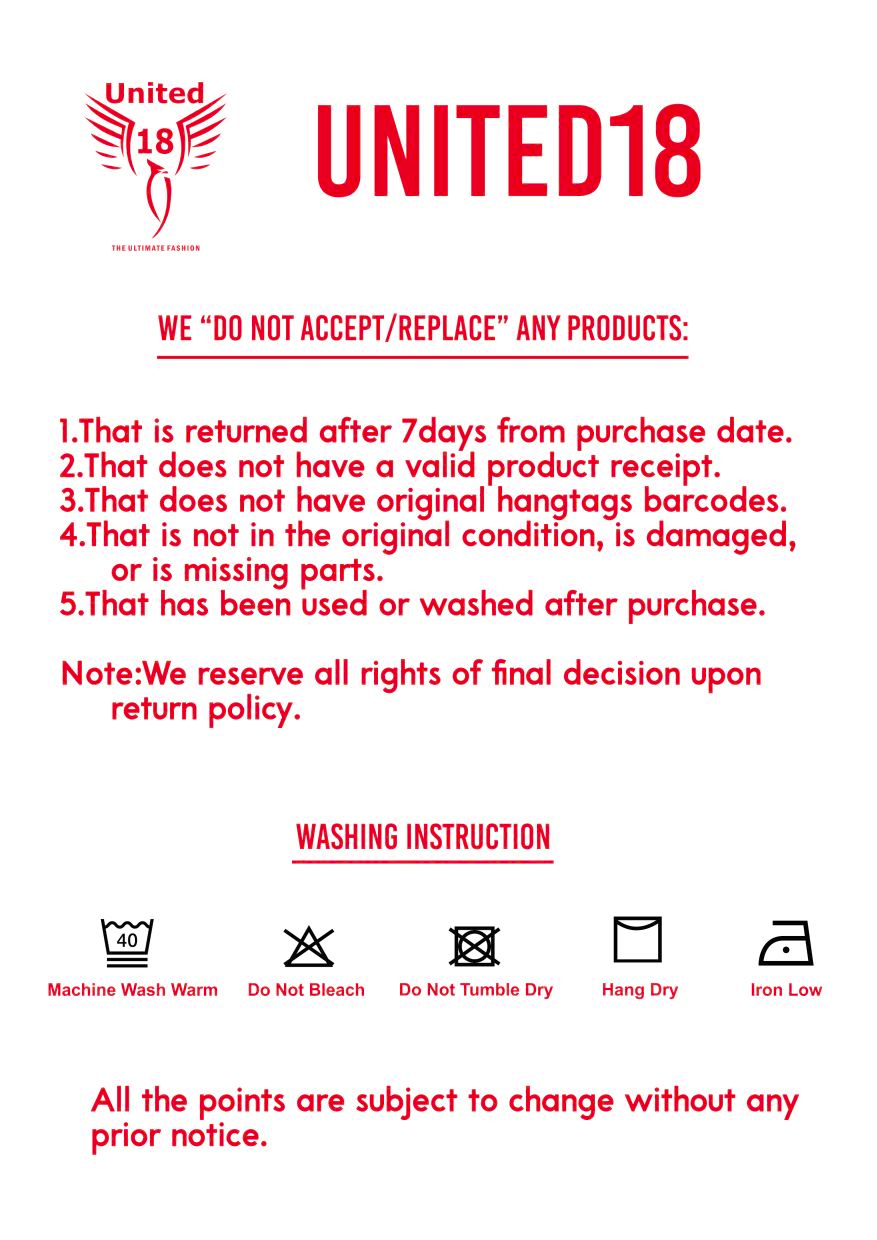 United
18
THE ULTIMATE FASHION
UNITED18
WE “DO NOT ACCEPT/REPLACE” ANY PRODUCTS:
1.That is returned after 7days from purchase date.
2.That does not have a valid product receipt.
3.That does not have original hangtags barcodes.
4.That is not in the original condition, is damaged,
or is missing parts.
5.That has been used or washed after purchase.
Note:We reserve all rights of final decision upon
return policy.
WASHING INSTRUCTION
40
Machine Wash Warm Do Not Bleach Do Not Tumble Dry Hang Dry Iron Low
All the points are subject to change without any
prior notice.